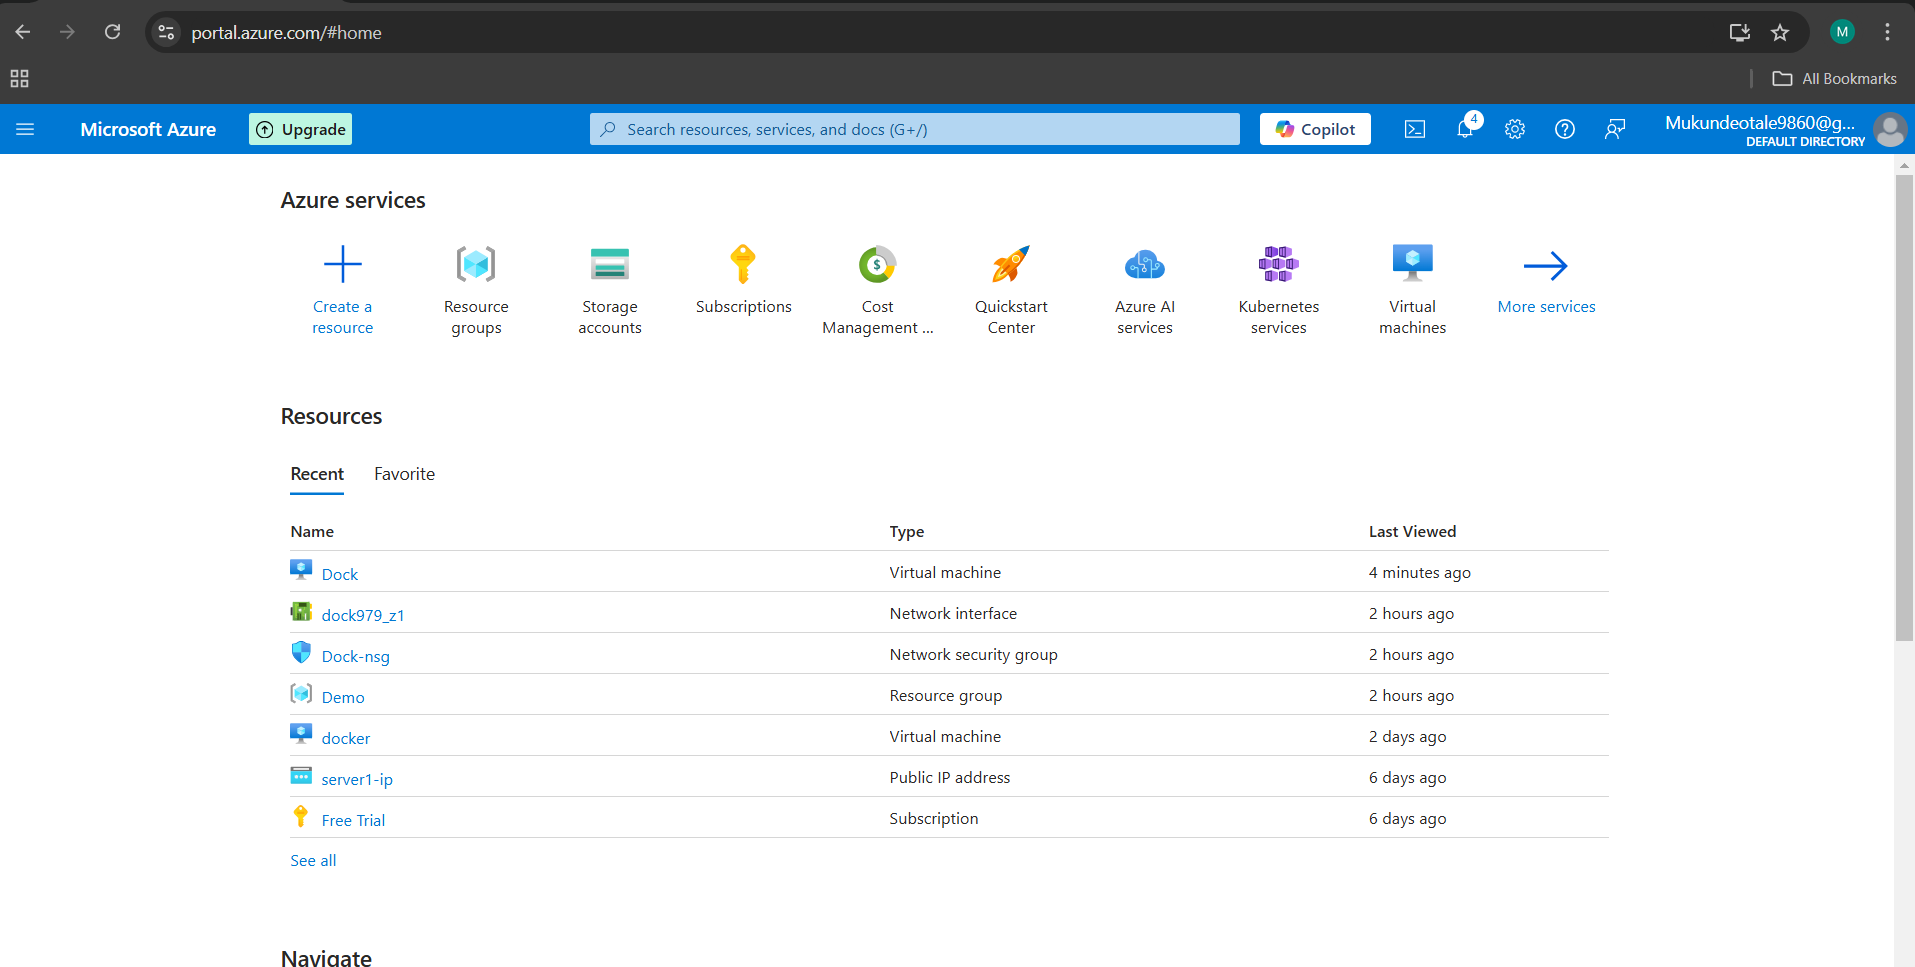 portal.azure.com/#home
M
All Bookmarks
Microsoft Azure
Upgrade
Search resources, services, and docs (G+/)
Copilot
4
Mukundeotale9860@g...
DEFAULT DIRECTORY
Azure services
Create a resource
Resource groups
Storage accounts
Subscriptions
Cost Management ...
Quickstart Center
Azure AI services
Kubernetes services
Virtual machines
More services
Resources
Recent Favorite
Name Type Last Viewed
Dock Virtual machine 4 minutes ago
dock979_z1 Network interface 2 hours ago
Dock-nsg Network security group 2 hours ago
Demo Resource group 2 hours ago
docker Virtual machine 2 days ago
server1-ip Public IP address 6 days ago
Free Trial Subscription 6 days ago
See all
Navigate